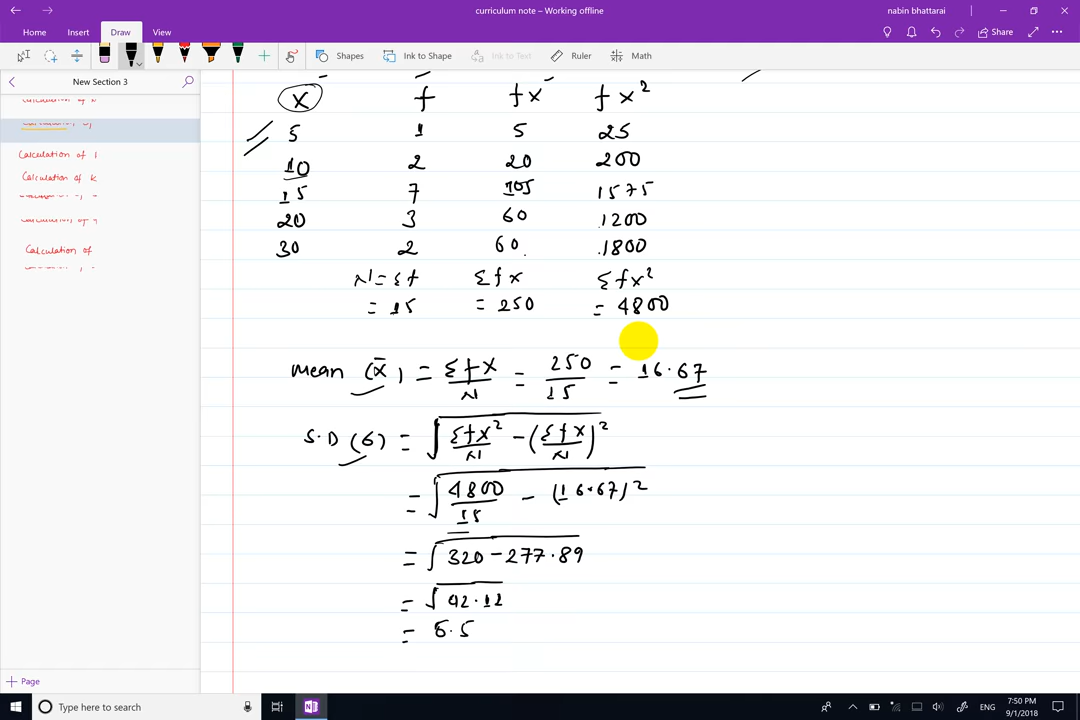 curriculum note – Working offline
nabin bhattarai
Home Insert Draw View
Share
Shapes Ink to Shape Ink to Text Ruler Math
New Section 3
Calculation of
Calculation of 1
Calculation of k
Calculation of
x f fx fx²
5 1 5 25
10 2 20 200
15 7 105 1575
20 3 60 1200
30 2 60 1800
N = Σf Σfx Σfx²
= 15 = 250 = 4800
Mean (x̄) = Σfx/N = 250/15 = 16.67
S.D (σ) = √(Σfx²/N − (Σfx/N)²)
= √(4800/15 − (16.67)²)
= √(320 − 277.89)
= √42.11
= 6.5
+ Page
Type here to search
ENG
7:50 PM
9/1/2018